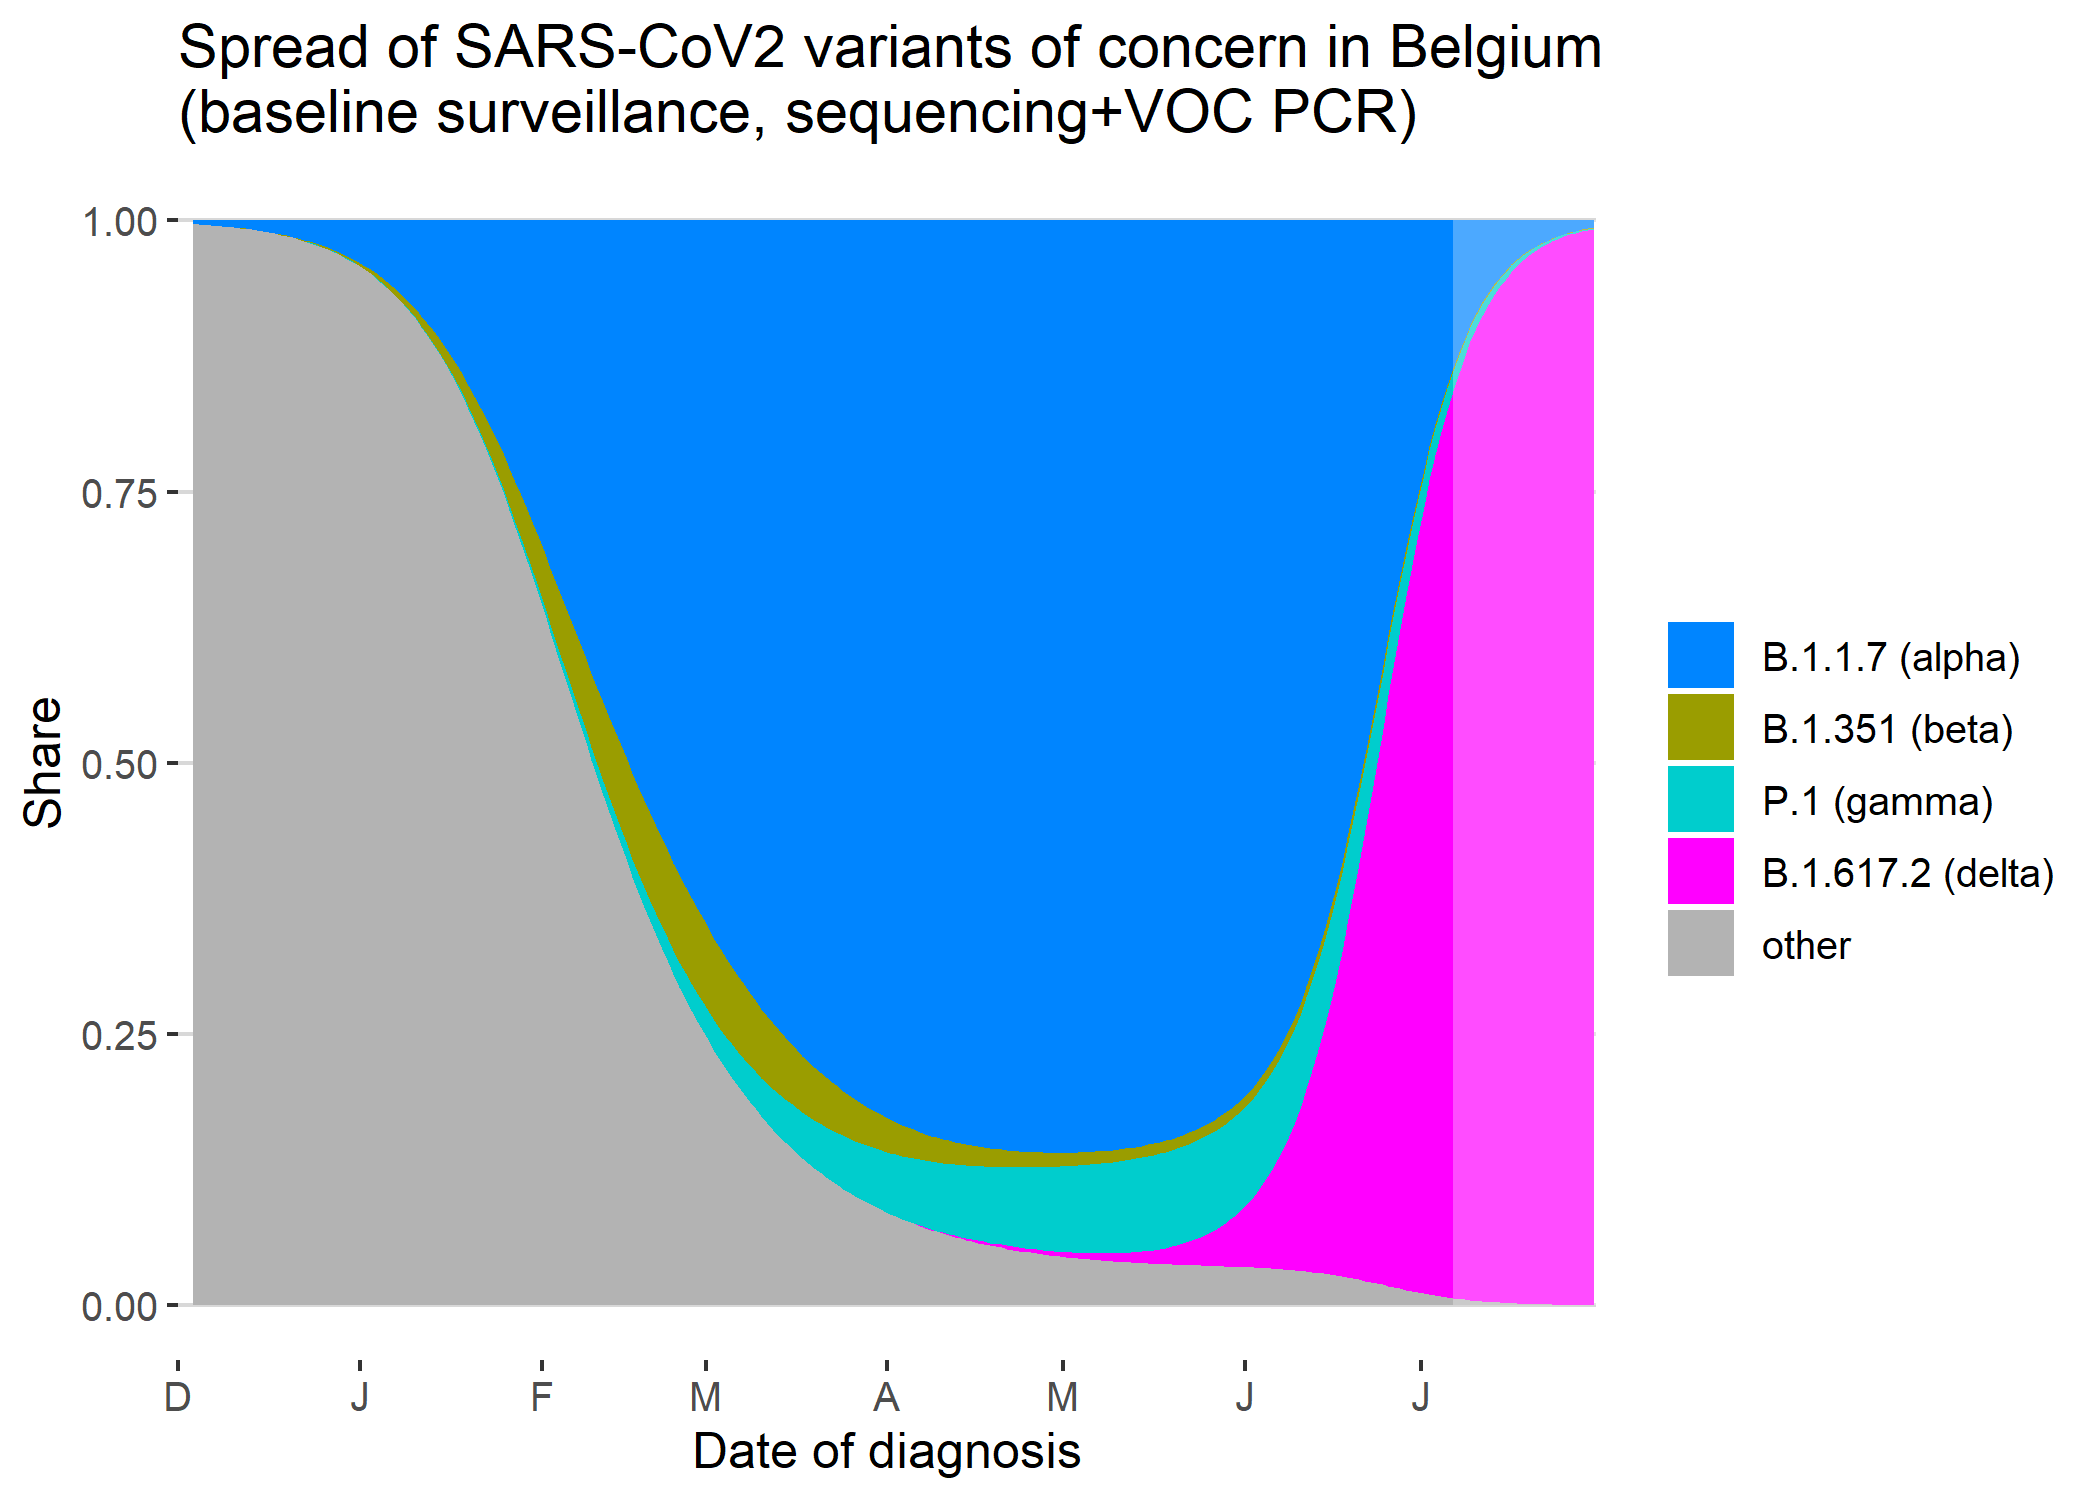 Spread of SARS-CoV2 variants of concern in Belgium
(baseline surveillance, sequencing+VOC PCR)
1.00
0.75
0.50
0.25
0.00
Share
D J F M A M J J
Date of diagnosis
B.1.1.7 (alpha)
B.1.351 (beta)
P.1 (gamma)
B.1.617.2 (delta)
other